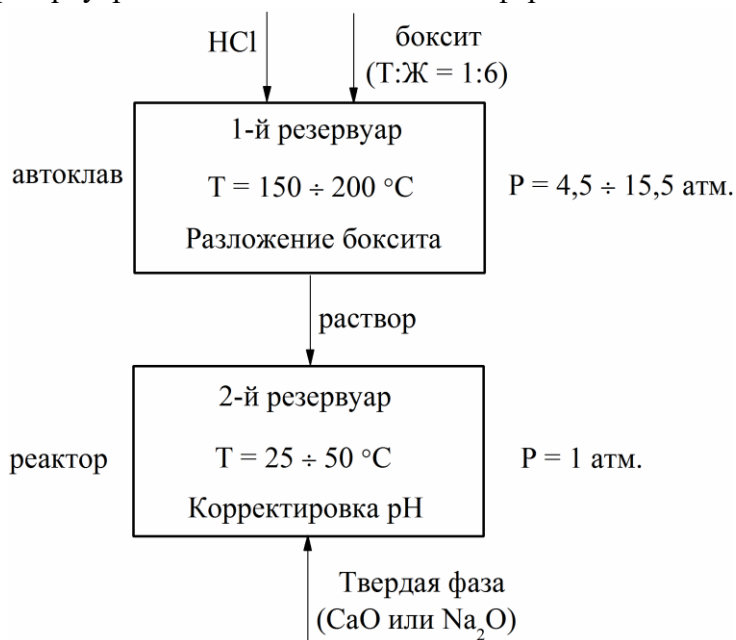 HCl
боксит
(Т:Ж = 1:6)
1-й резервуар
автоклав
Т = 150 ÷ 200 °С
Р = 4,5 ÷ 15,5 атм.
Разложение боксита
раствор
2-й резервуар
реактор
Т = 25 ÷ 50 °С
Р = 1 атм.
Корректировка рН
Твердая фаза
(CaO или Na₂O)